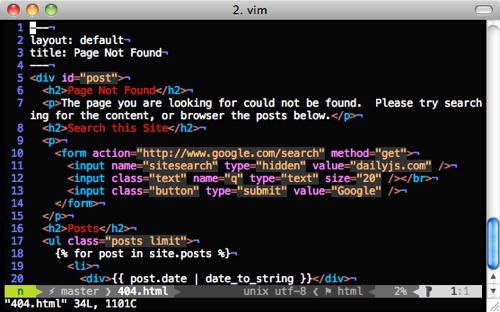 2. vim
1 ---¬
2 layout: default¬
3 title: Page Not Found¬
4 ---¬
5 <div id="post">¬
6 <h2>Page Not Found</h2>¬
7 <p>The page you are looking for could not be found.  Please try search
ing for the content, or browser the posts below.</p>¬
8 <h2>Search this Site</h2>¬
9 <p>¬
10 <form action="http://www.google.com/search" method="get">¬
11 <input name="sitesearch" type="hidden" value="dailyjs.com" />¬
12 <input class="text" name="q" type="text" size="20" /></br>¬
13 <input class="button" type="submit" value="Google" />¬
14 </form>¬
15 </p>¬
16 <h2>Posts</h2>¬
17 <ul class="posts limit">¬
18 {% for post in site.posts %}¬
19 <li>¬
20 <div>{{ post.date | date_to_string }}</div>¬
n master 404.html unix utf-8 html 2% 1:1
"404.html" 34L, 1101C